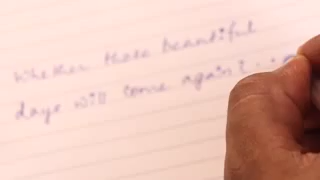 Whether those beautiful
days will come again ? . .